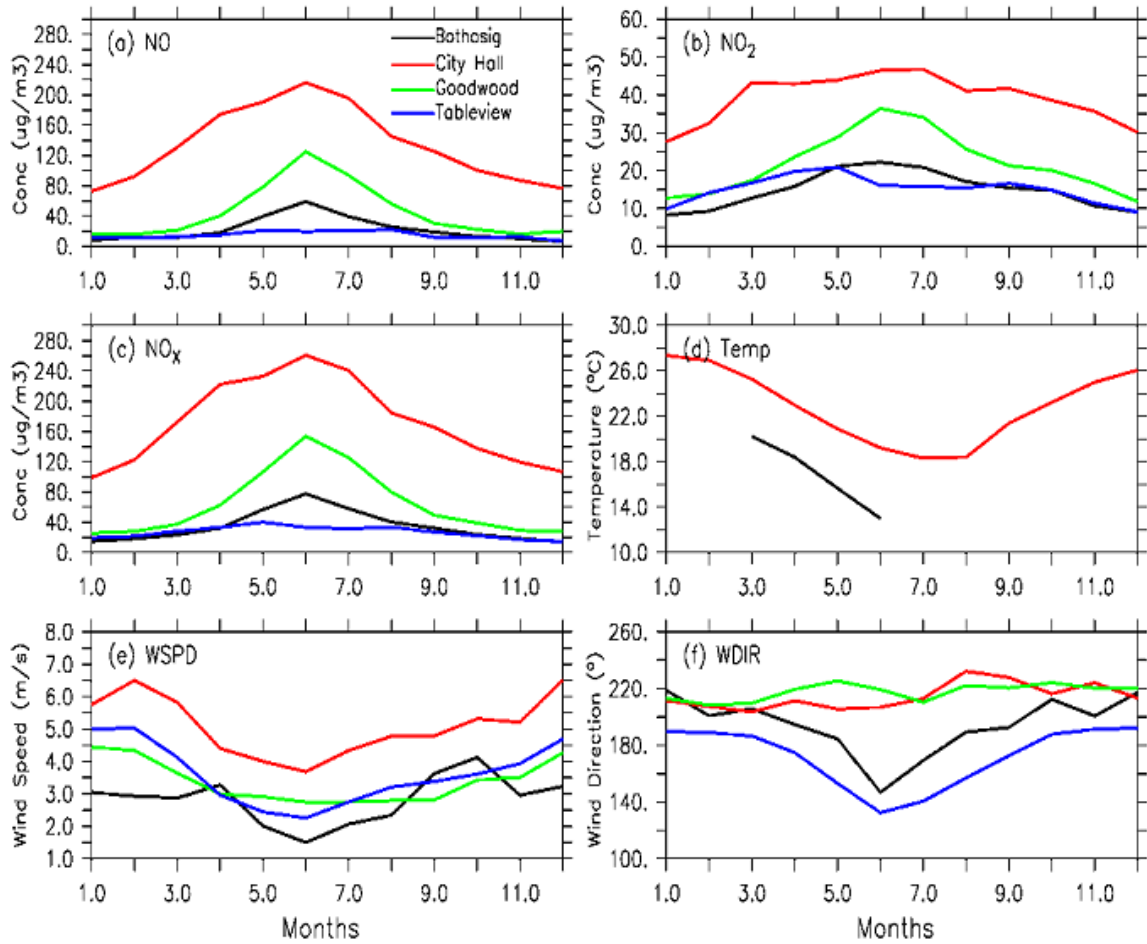 (a) NO
Bothasig
City Hall
Goodwood
Tableview
Conc (ug/m3)
280.
240.
200.
160.
120.
80.
40.
0.
1.0 3.0 5.0 7.0 9.0 11.0
(b) NO₂
Conc (ug/m3)
60.
50.
40.
30.
20.
10.
0.
1.0 3.0 5.0 7.0 9.0 11.0
(c) NOₓ
Conc (ug/m3)
280.
240.
200.
160.
120.
80.
40.
0.
1.0 3.0 5.0 7.0 9.0 11.0
(d) Temp
Temperature (°C)
30.0
26.0
22.0
18.0
14.0
10.0
1.0 3.0 5.0 7.0 9.0 11.0
(e) WSPD
Wind Speed (m/s)
8.0
7.0
6.0
5.0
4.0
3.0
2.0
1.0
1.0 3.0 5.0 7.0 9.0 11.0
Months
(f) WDIR
Wind Direction (°)
260.
220.
180.
140.
100.
1.0 3.0 5.0 7.0 9.0 11.0
Months